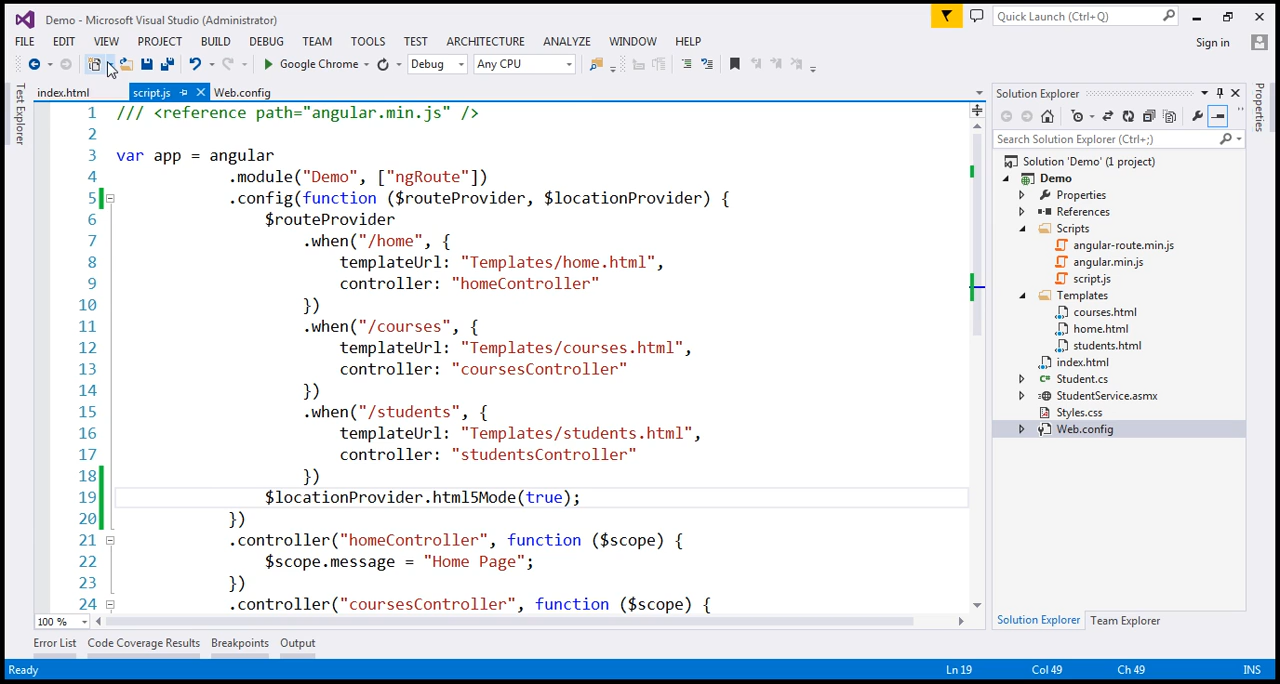 Demo - Microsoft Visual Studio (Administrator)
Quick Launch (Ctrl+Q)
FILE EDIT VIEW PROJECT BUILD DEBUG TEAM TOOLS TEST ARCHITECTURE ANALYZE WINDOW HELP
Sign in
Google Chrome Debug Any CPU
Test Explorer
index.html script.js Web.config
1 /// <reference path="angular.min.js" />
2
3 var app = angular
4 .module("Demo", ["ngRoute"])
5 .config(function ($routeProvider, $locationProvider) {
6 $routeProvider
7 .when("/home", {
8 templateUrl: "Templates/home.html",
9 controller: "homeController"
10 })
11 .when("/courses", {
12 templateUrl: "Templates/courses.html",
13 controller: "coursesController"
14 })
15 .when("/students", {
16 templateUrl: "Templates/students.html",
17 controller: "studentsController"
18 })
19 $locationProvider.html5Mode(true);
20 })
21 .controller("homeController", function ($scope) {
22 $scope.message = "Home Page";
23 })
24 .controller("coursesController", function ($scope) {
100 %
Solution Explorer
Search Solution Explorer (Ctrl+;)
Solution 'Demo' (1 project)
Demo
Properties
References
Scripts
angular-route.min.js
angular.min.js
script.js
Templates
courses.html
home.html
students.html
index.html
Student.cs
StudentService.asmx
Styles.css
Web.config
Solution Explorer Team Explorer
Properties
Error List Code Coverage Results Breakpoints Output
Ready Ln 19 Col 49 Ch 49 INS